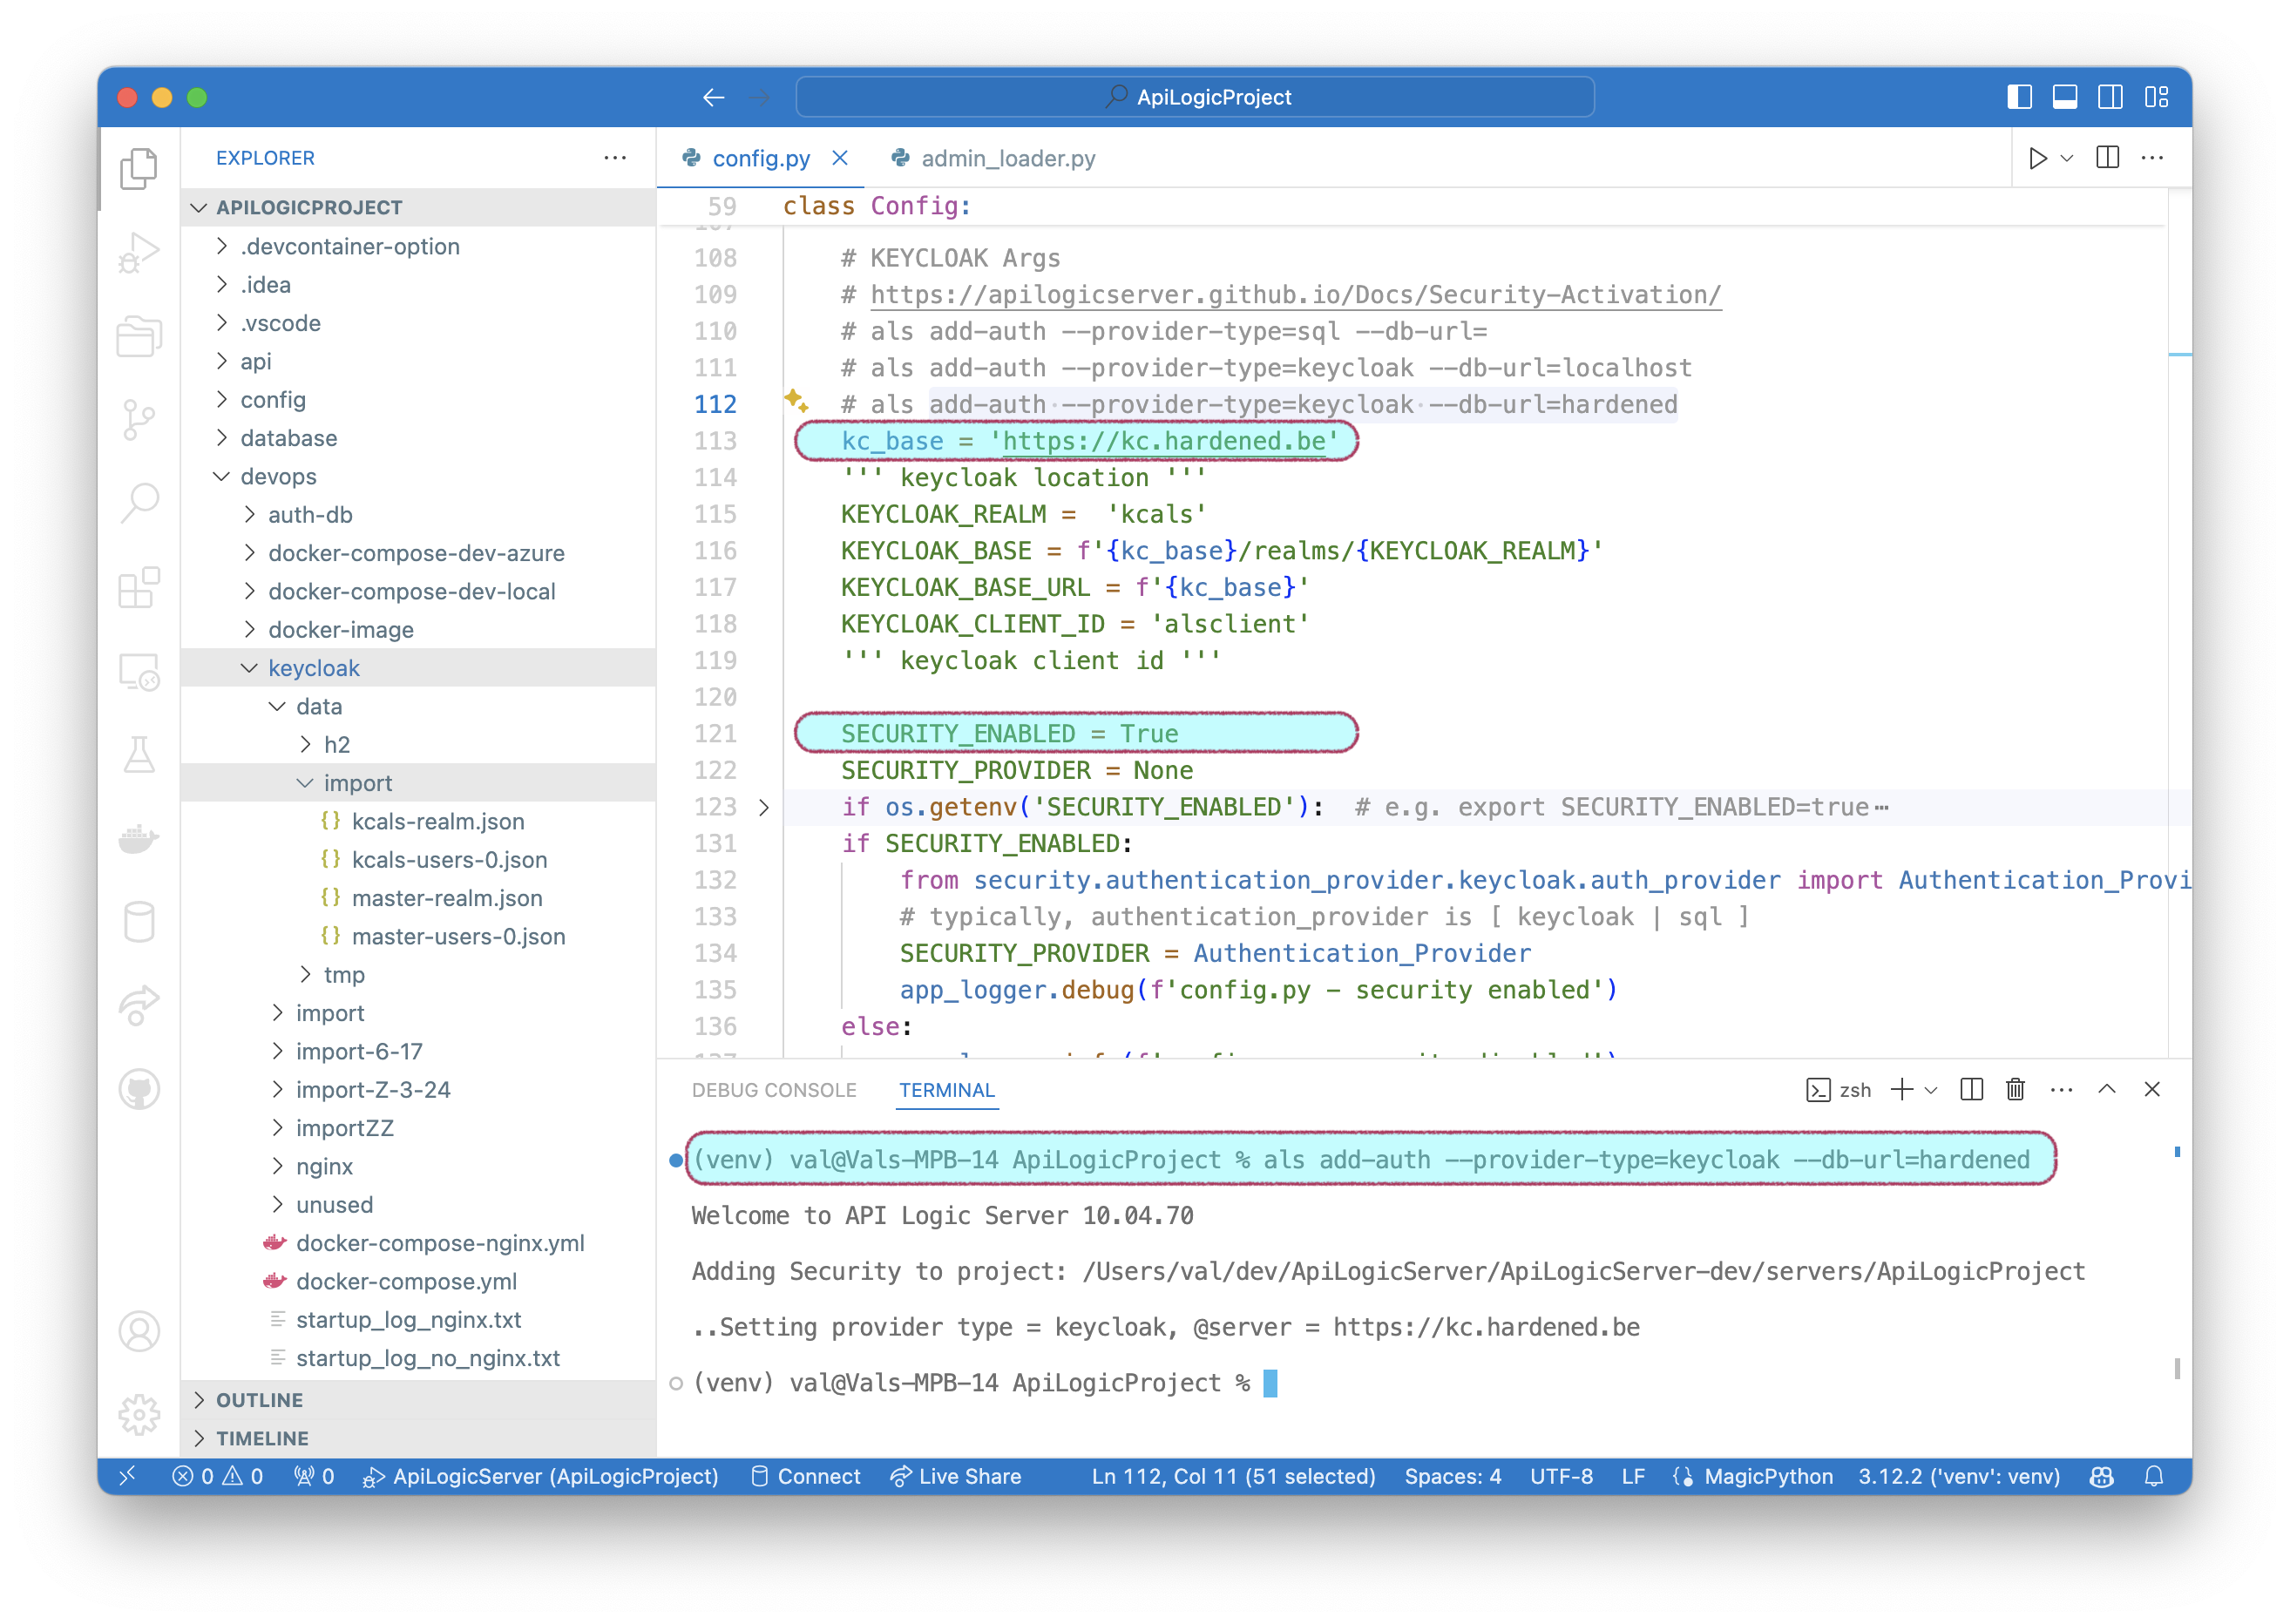 ApiLogicProject
EXPLORER
APILOGICPROJECT
.devcontainer-option
.idea
.vscode
api
config
database
devops
auth-db
docker-compose-dev-azure
docker-compose-dev-local
docker-image
keycloak
data
h2
import
kcals-realm.json
kcals-users-0.json
master-realm.json
master-users-0.json
tmp
import
import-6-17
import-Z-3-24
importZZ
nginx
unused
docker-compose-nginx.yml
docker-compose.yml
startup_log_nginx.txt
startup_log_no_nginx.txt
OUTLINE
TIMELINE
config.py admin_loader.py
59 class Config:
108 # KEYCLOAK Args
109 # https://apilogicserver.github.io/Docs/Security-Activation/
110 # als add-auth --provider-type=sql --db-url=
111 # als add-auth --provider-type=keycloak --db-url=localhost
112 # als add-auth --provider-type=keycloak --db-url=hardened
113 kc_base = 'https://kc.hardened.be'
114 ''' keycloak location '''
115 KEYCLOAK_REALM =  'kcals'
116 KEYCLOAK_BASE = f'{kc_base}/realms/{KEYCLOAK_REALM}'
117 KEYCLOAK_BASE_URL = f'{kc_base}'
118 KEYCLOAK_CLIENT_ID = 'alsclient'
119 ''' keycloak client id '''
120
121 SECURITY_ENABLED = True
122 SECURITY_PROVIDER = None
123 if os.getenv('SECURITY_ENABLED'):  # e.g. export SECURITY_ENABLED=true⋯
131 if SECURITY_ENABLED:
132 from security.authentication_provider.keycloak.auth_provider import Authentication_Provi
133 # typically, authentication_provider is [ keycloak | sql ]
134 SECURITY_PROVIDER = Authentication_Provider
135 app_logger.debug(f'config.py - security enabled')
136 else:
DEBUG CONSOLE TERMINAL zsh
(venv) val@Vals-MPB-14 ApiLogicProject % als add-auth --provider-type=keycloak --db-url=hardened
Welcome to API Logic Server 10.04.70
Adding Security to project: /Users/val/dev/ApiLogicServer/ApiLogicServer-dev/servers/ApiLogicProject
..Setting provider type = keycloak, @server = https://kc.hardened.be
(venv) val@Vals-MPB-14 ApiLogicProject %
0 0 0 ApiLogicServer (ApiLogicProject) Connect Live Share Ln 112, Col 11 (51 selected) Spaces: 4 UTF-8 LF MagicPython 3.12.2 ('venv': venv)